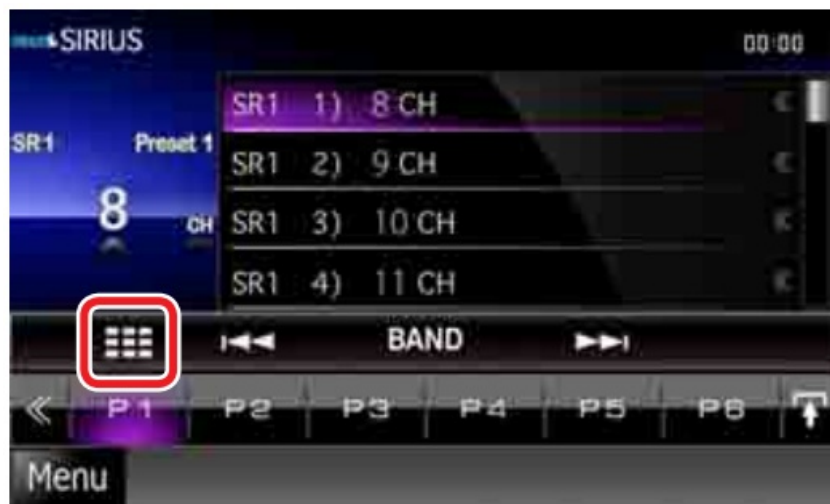 SIRIUS
00:00
SR1 Preset 1
8 CH
SR1 1) 8 CH
SR1 2) 9 CH
SR1 3) 10 CH
SR1 4) 11 CH
BAND
P1 P2 P3 P4 P5 P6
Menu